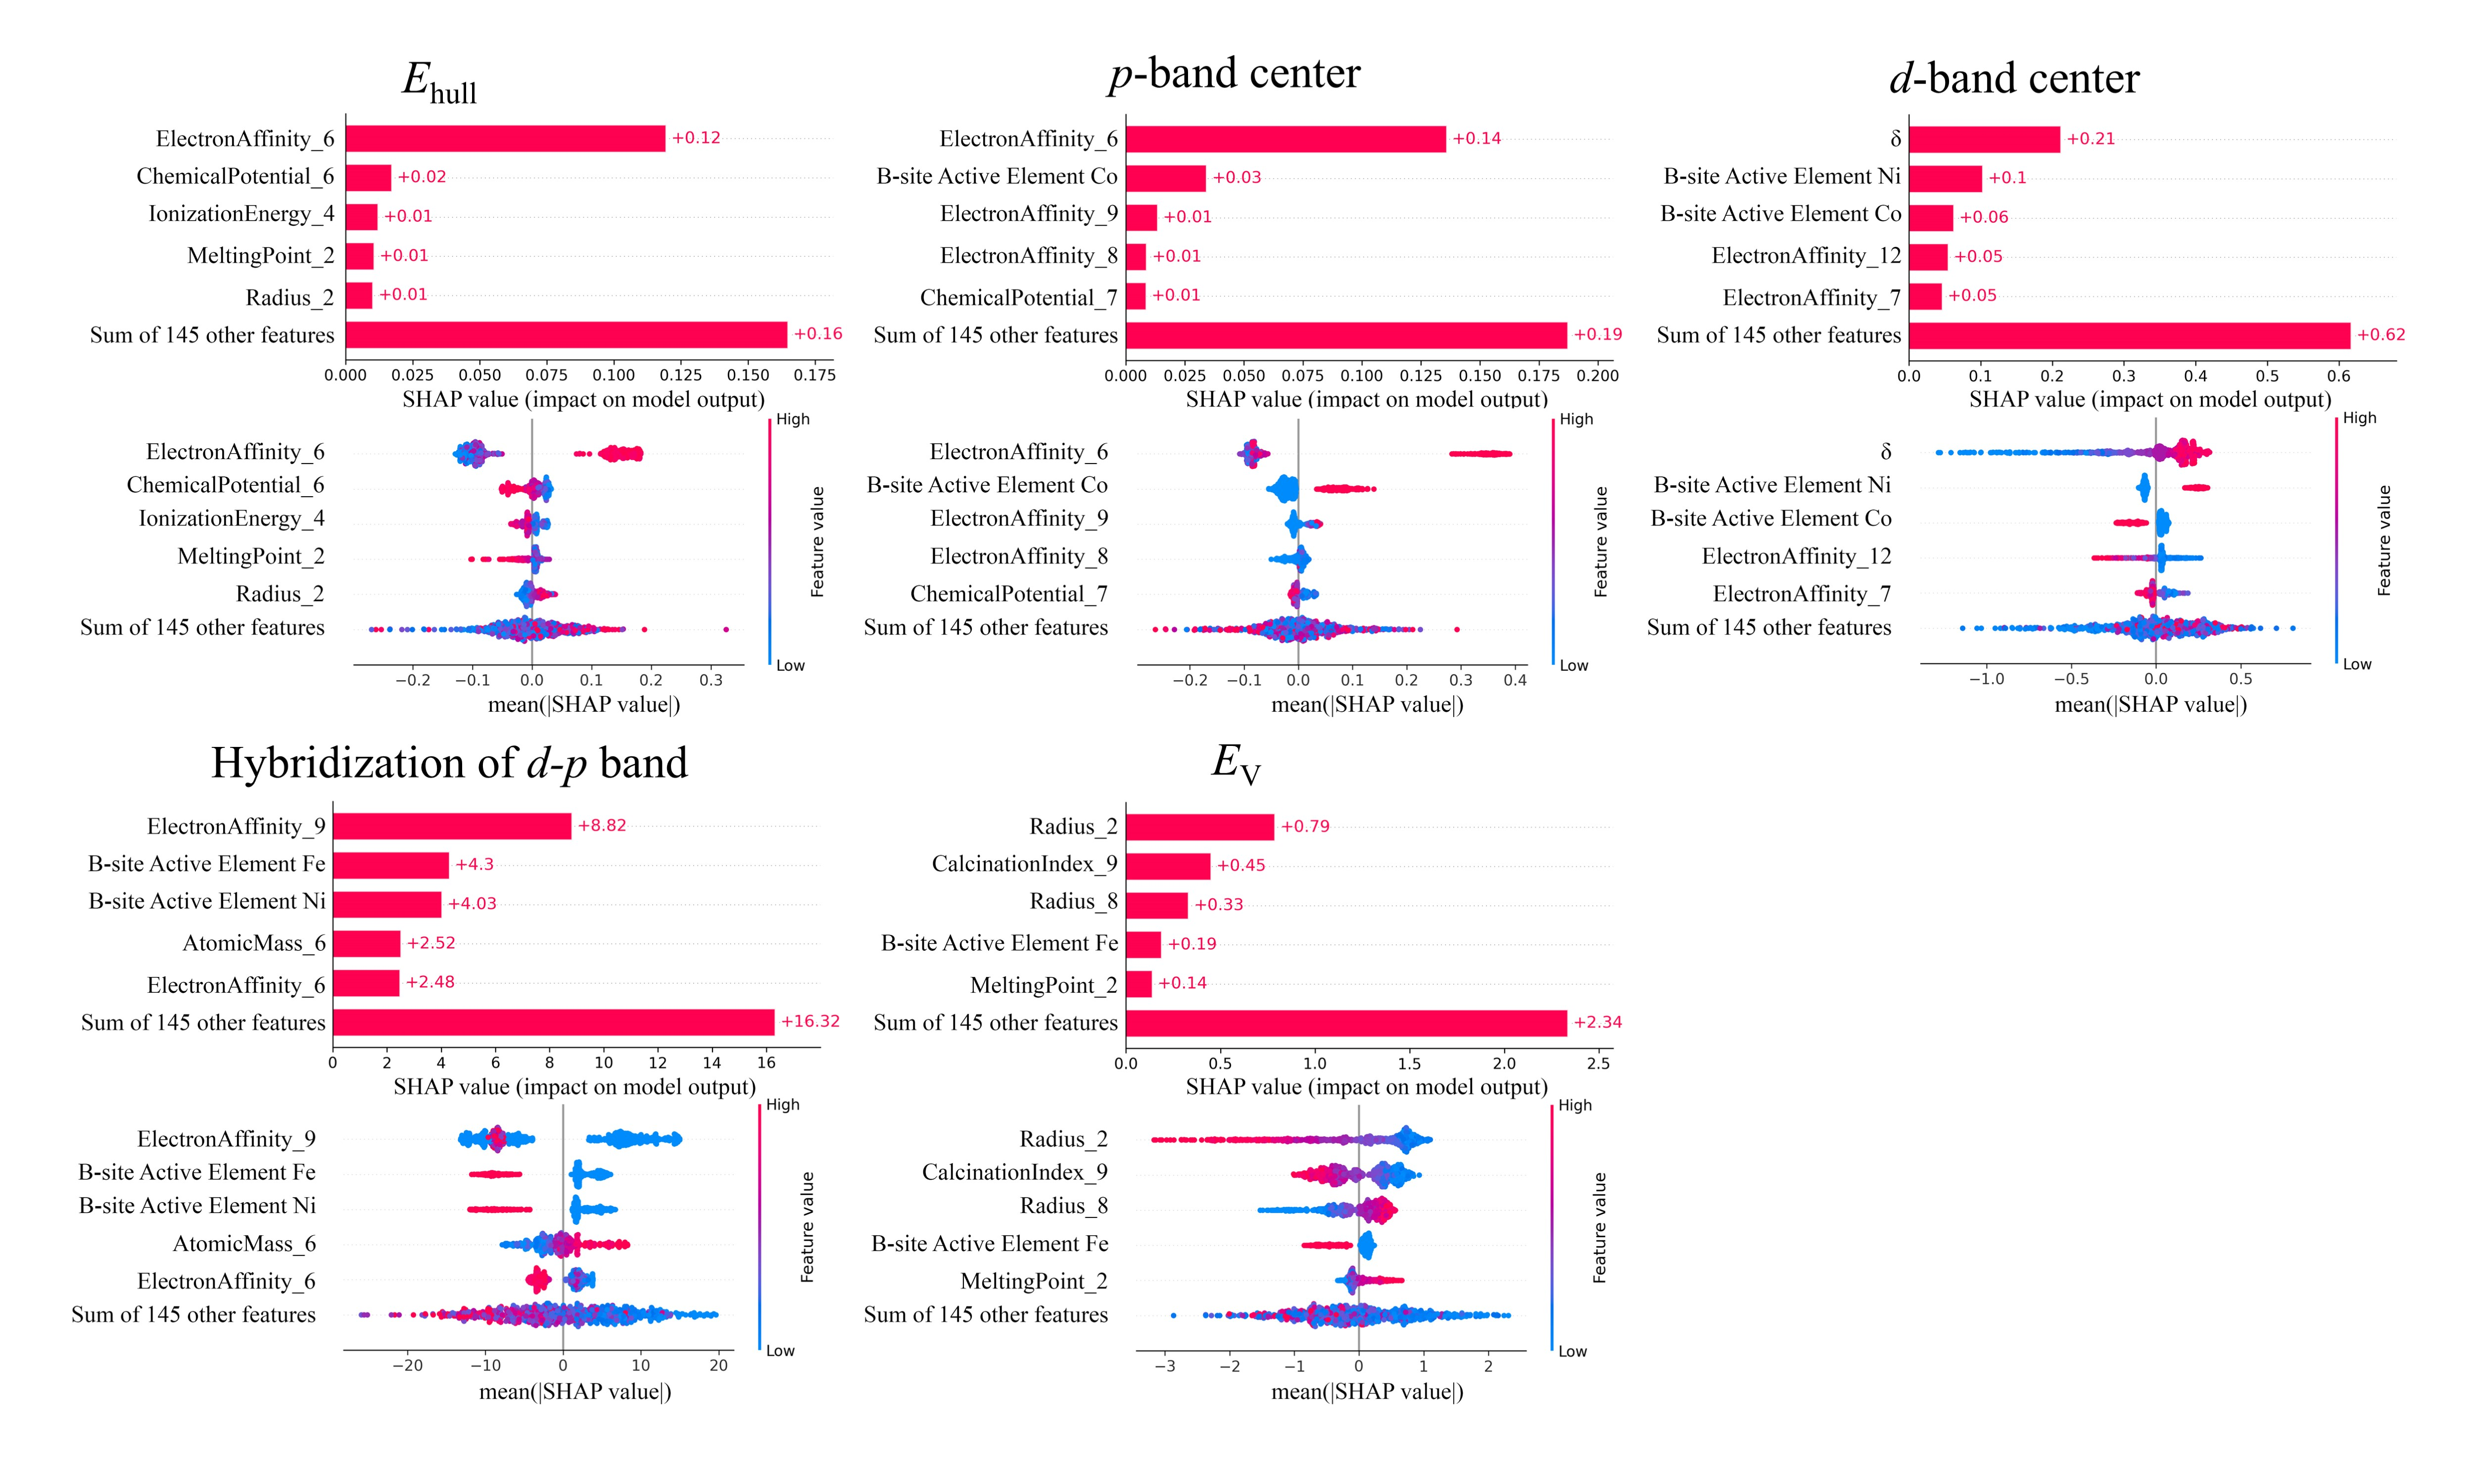 E hull
ElectronAffinity_6 +0.12
ChemicalPotential_6 +0.02
IonizationEnergy_4 +0.01
MeltingPoint_2 +0.01
Radius_2 +0.01
Sum of 145 other features +0.16
0.000 0.025 0.050 0.075 0.100 0.125 0.150 0.175
SHAP value (impact on model output)
High
ElectronAffinity_6
ChemicalPotential_6
IonizationEnergy_4
MeltingPoint_2
Radius_2
Sum of 145 other features
Feature value
Low
−0.2 −0.1 0.0 0.1 0.2 0.3
mean(|SHAP value|)
p-band center
ElectronAffinity_6 +0.14
B-site Active Element Co +0.03
ElectronAffinity_9 +0.01
ElectronAffinity_8 +0.01
ChemicalPotential_7 +0.01
Sum of 145 other features +0.19
0.000 0.025 0.050 0.075 0.100 0.125 0.150 0.175 0.200
SHAP value (impact on model output)
High
ElectronAffinity_6
B-site Active Element Co
ElectronAffinity_9
ElectronAffinity_8
ChemicalPotential_7
Sum of 145 other features
Feature value
Low
−0.2 −0.1 0.0 0.1 0.2 0.3 0.4
mean(|SHAP value|)
d-band center
δ +0.21
B-site Active Element Ni +0.1
B-site Active Element Co +0.06
ElectronAffinity_12 +0.05
ElectronAffinity_7 +0.05
Sum of 145 other features +0.62
0.0 0.1 0.2 0.3 0.4 0.5 0.6
SHAP value (impact on model output)
High
δ
B-site Active Element Ni
B-site Active Element Co
ElectronAffinity_12
ElectronAffinity_7
Sum of 145 other features
Feature value
Low
−1.0 −0.5 0.0 0.5
mean(|SHAP value|)
Hybridization of d-p band
ElectronAffinity_9 +8.82
B-site Active Element Fe +4.3
B-site Active Element Ni +4.03
AtomicMass_6 +2.52
ElectronAffinity_6 +2.48
Sum of 145 other features +16.32
0 2 4 6 8 10 12 14 16
SHAP value (impact on model output)
High
ElectronAffinity_9
B-site Active Element Fe
B-site Active Element Ni
AtomicMass_6
ElectronAffinity_6
Sum of 145 other features
Feature value
Low
−20 −10 0 10 20
mean(|SHAP value|)
E V
Radius_2 +0.79
CalcinationIndex_9 +0.45
Radius_8 +0.33
B-site Active Element Fe +0.19
MeltingPoint_2 +0.14
Sum of 145 other features +2.34
0.0 0.5 1.0 1.5 2.0 2.5
SHAP value (impact on model output)
High
Radius_2
CalcinationIndex_9
Radius_8
B-site Active Element Fe
MeltingPoint_2
Sum of 145 other features
Feature value
Low
−3 −2 −1 0 1 2
mean(|SHAP value|)